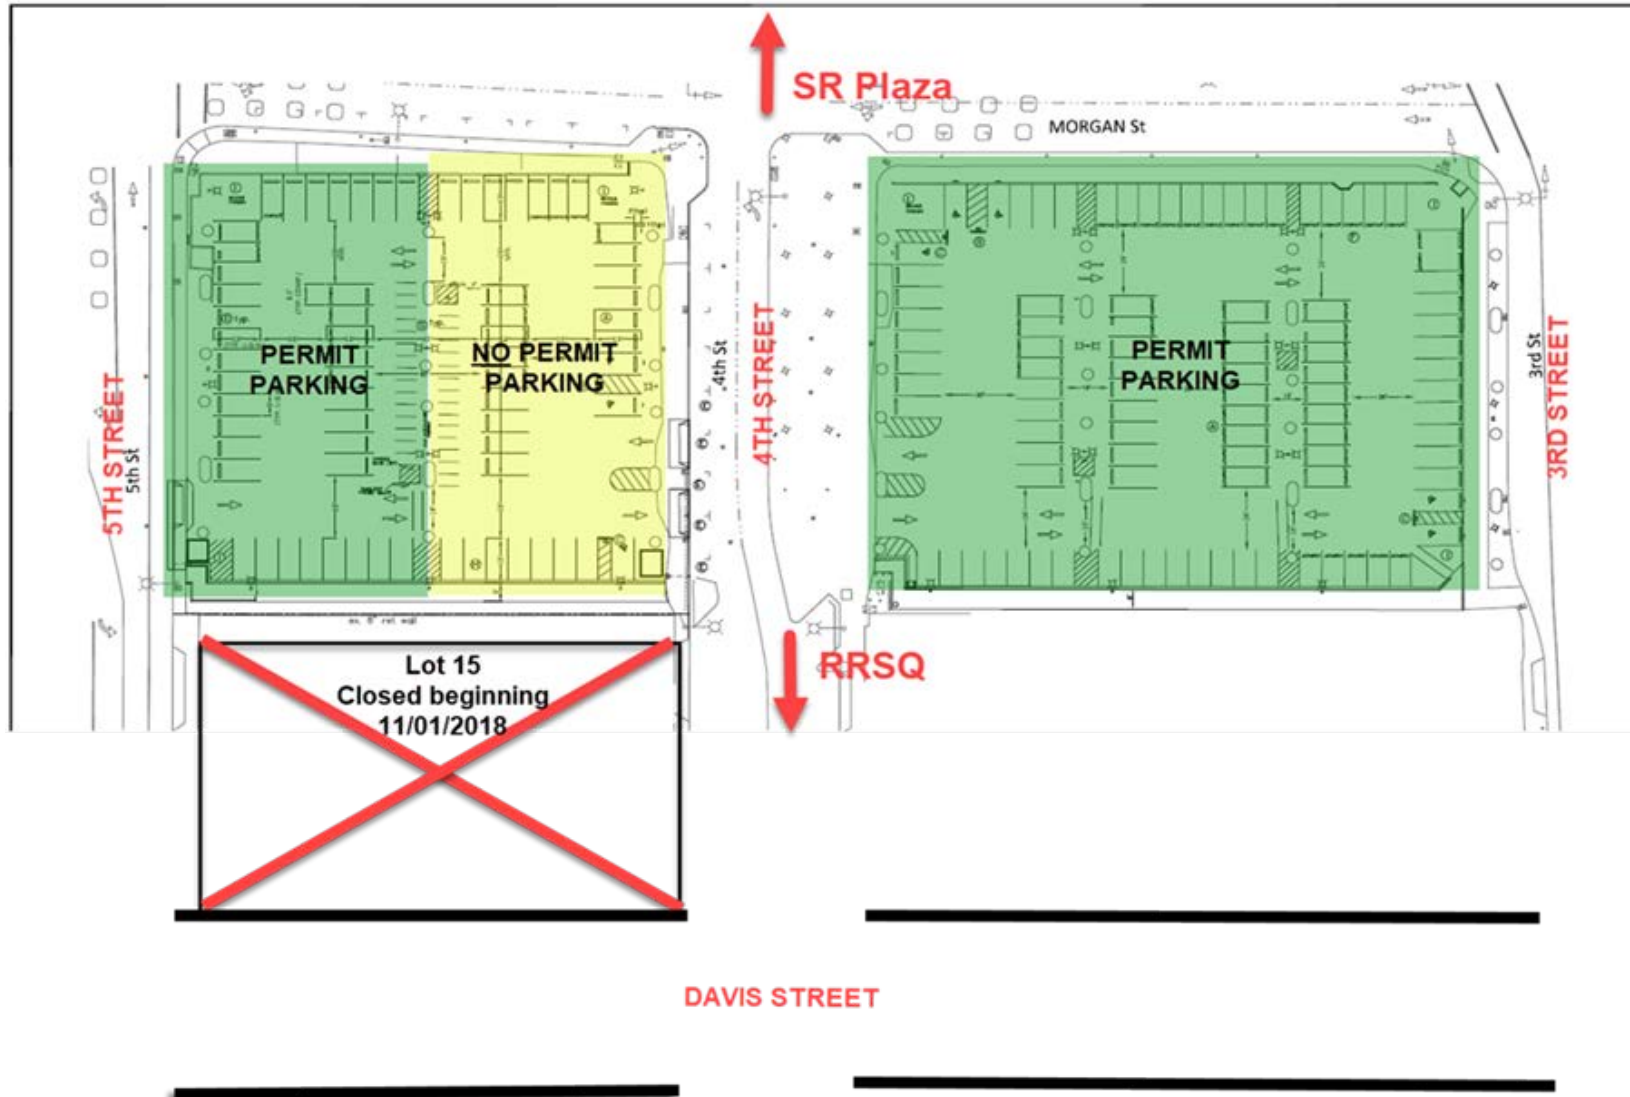 SR Plaza
MORGAN St
PERMIT
PARKING
NO PERMIT
PARKING
PERMIT
PARKING
5TH STREET
5th St
4th St
4TH STREET
3rd St
3RD STREET
Lot 15
Closed beginning
11/01/2018
RRSQ
DAVIS STREET